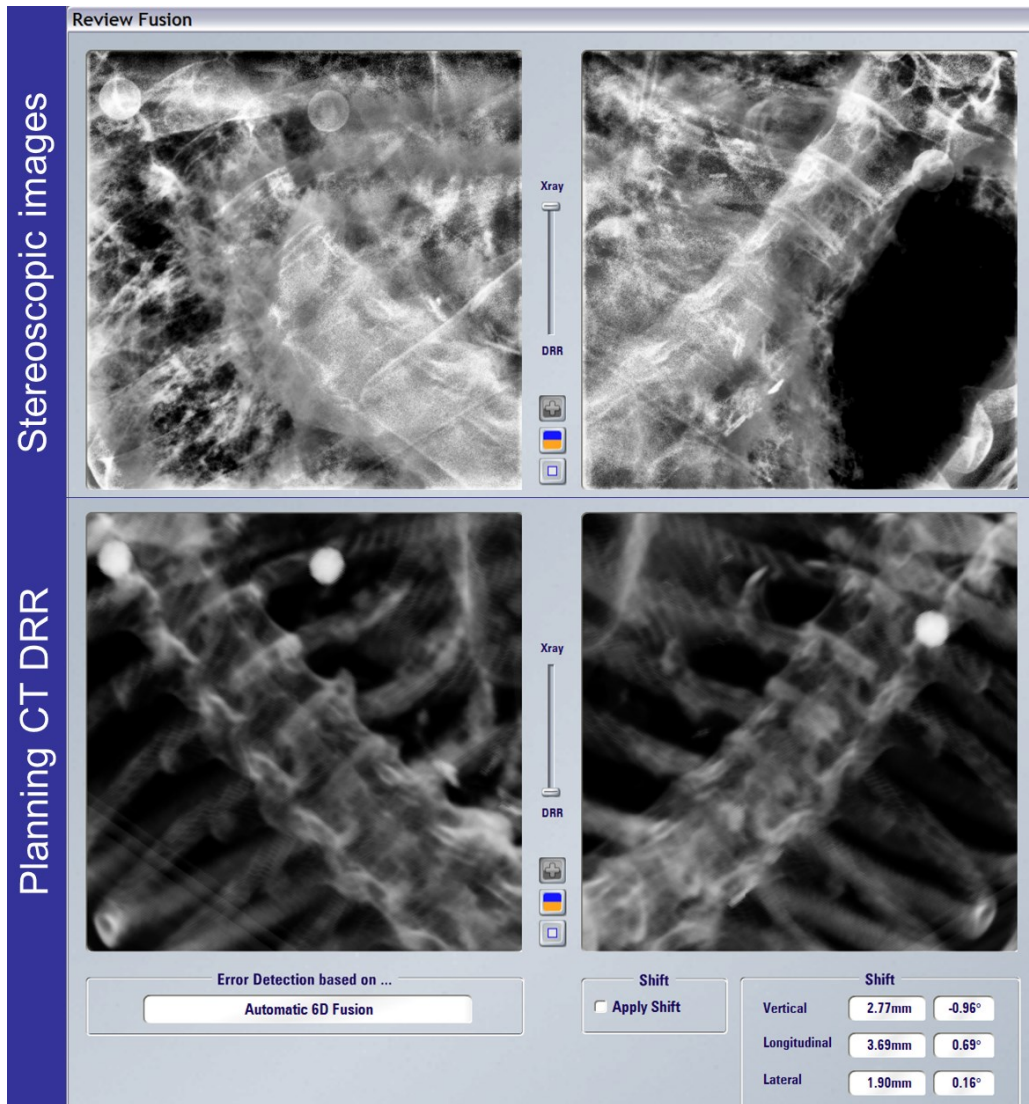 Review Fusion
Stereoscopic images
Xray
DRR
Planning CT DRR
Xray
DRR
Error Detection based on ...
Automatic 6D Fusion
Shift
Apply Shift
Shift
Vertical 2.77mm -0.96°
Longitudinal 3.69mm 0.69°
Lateral 1.90mm 0.16°